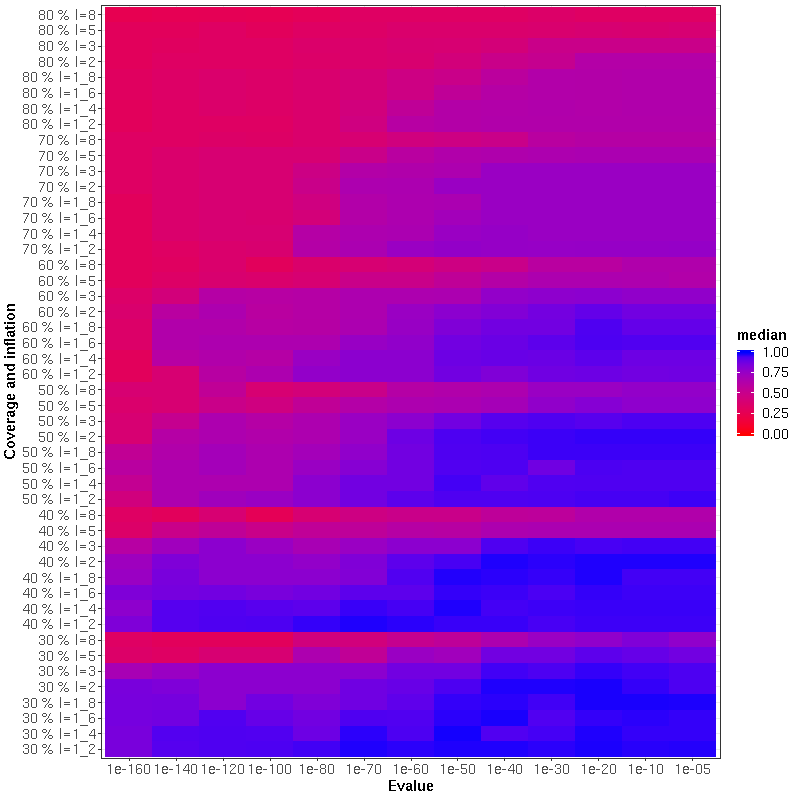 80 % I=8
80 % I=5
80 % I=3
80 % I=2
80 % I=1_8
80 % I=1_6
80 % I=1_4
80 % I=1_2
70 % I=8
70 % I=5
70 % I=3
70 % I=2
70 % I=1_8
70 % I=1_6
70 % I=1_4
70 % I=1_2
60 % I=8
60 % I=5
60 % I=3
60 % I=2
60 % I=1_8
60 % I=1_6
60 % I=1_4
60 % I=1_2
50 % I=8
50 % I=5
50 % I=3
50 % I=2
50 % I=1_8
50 % I=1_6
50 % I=1_4
50 % I=1_2
40 % I=8
40 % I=5
40 % I=3
40 % I=2
40 % I=1_8
40 % I=1_6
40 % I=1_4
40 % I=1_2
30 % I=8
30 % I=5
30 % I=3
30 % I=2
30 % I=1_8
30 % I=1_6
30 % I=1_4
30 % I=1_2
Coverage and inflation
1e-160 1e-140 1e-120 1e-100 1e-80 1e-70 1e-60 1e-50 1e-40 1e-30 1e-20 1e-10 1e-05
Evalue
median
1.00
0.75
0.50
0.25
0.00